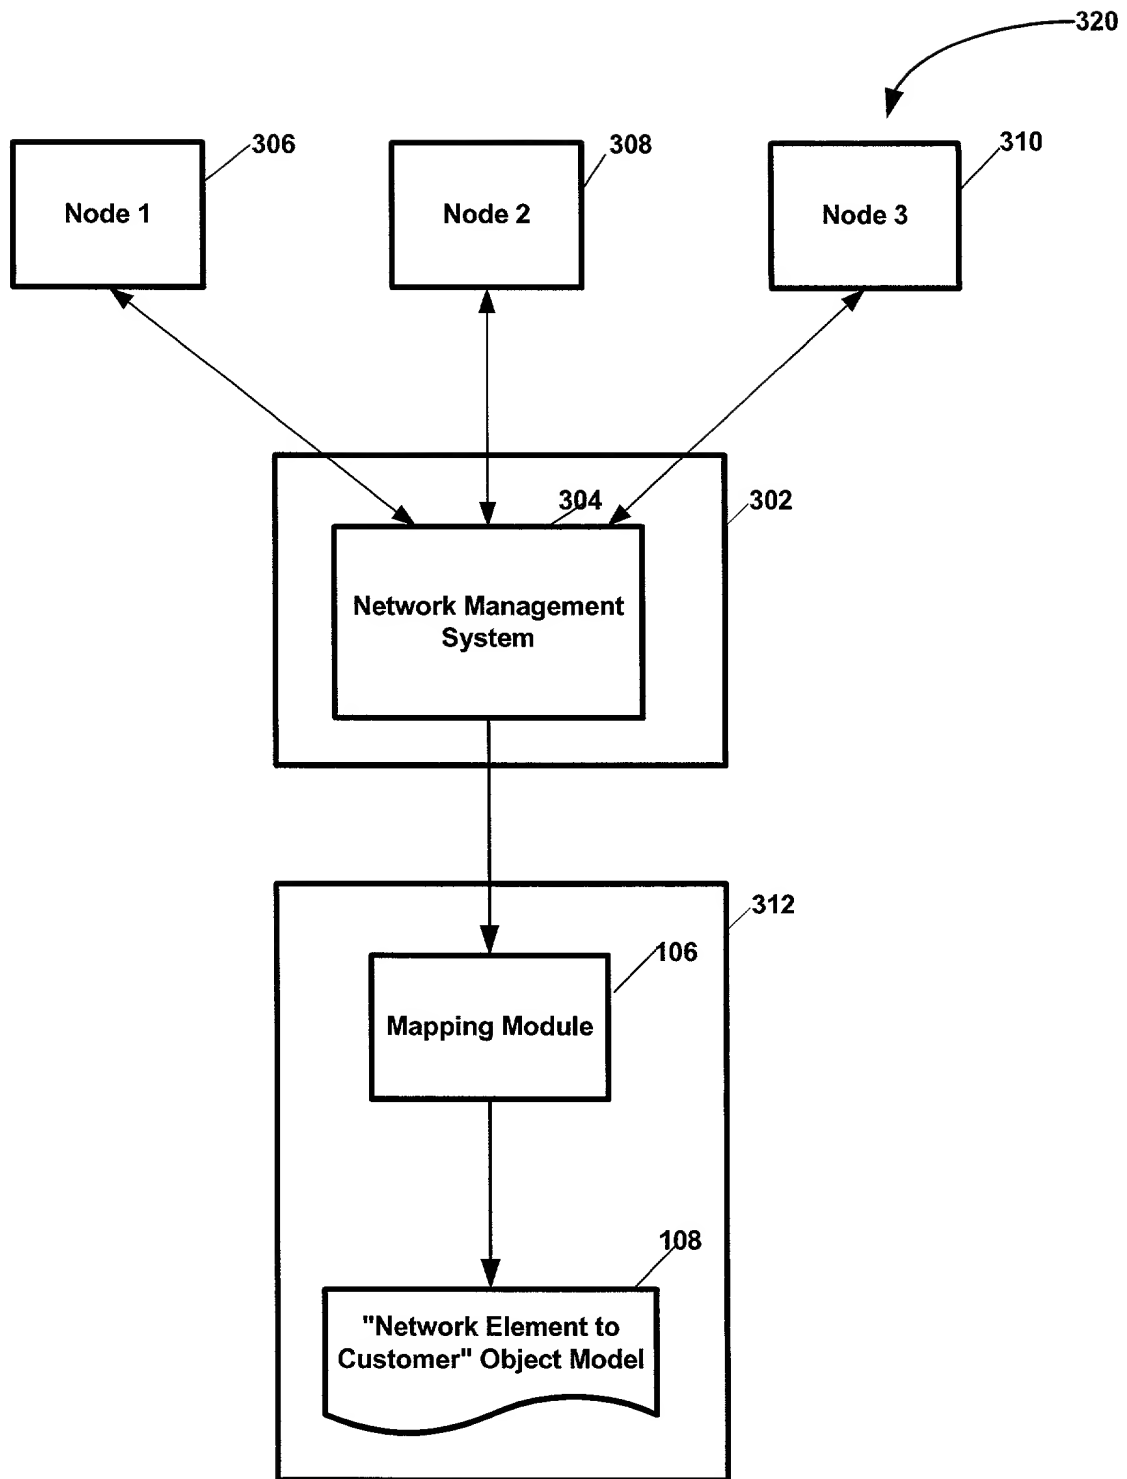 320
306
308
310
Node 1
Node 2
Node 3
304
302
Network Management
System
312
106
Mapping Module
108
"Network Element to
Customer" Object Model